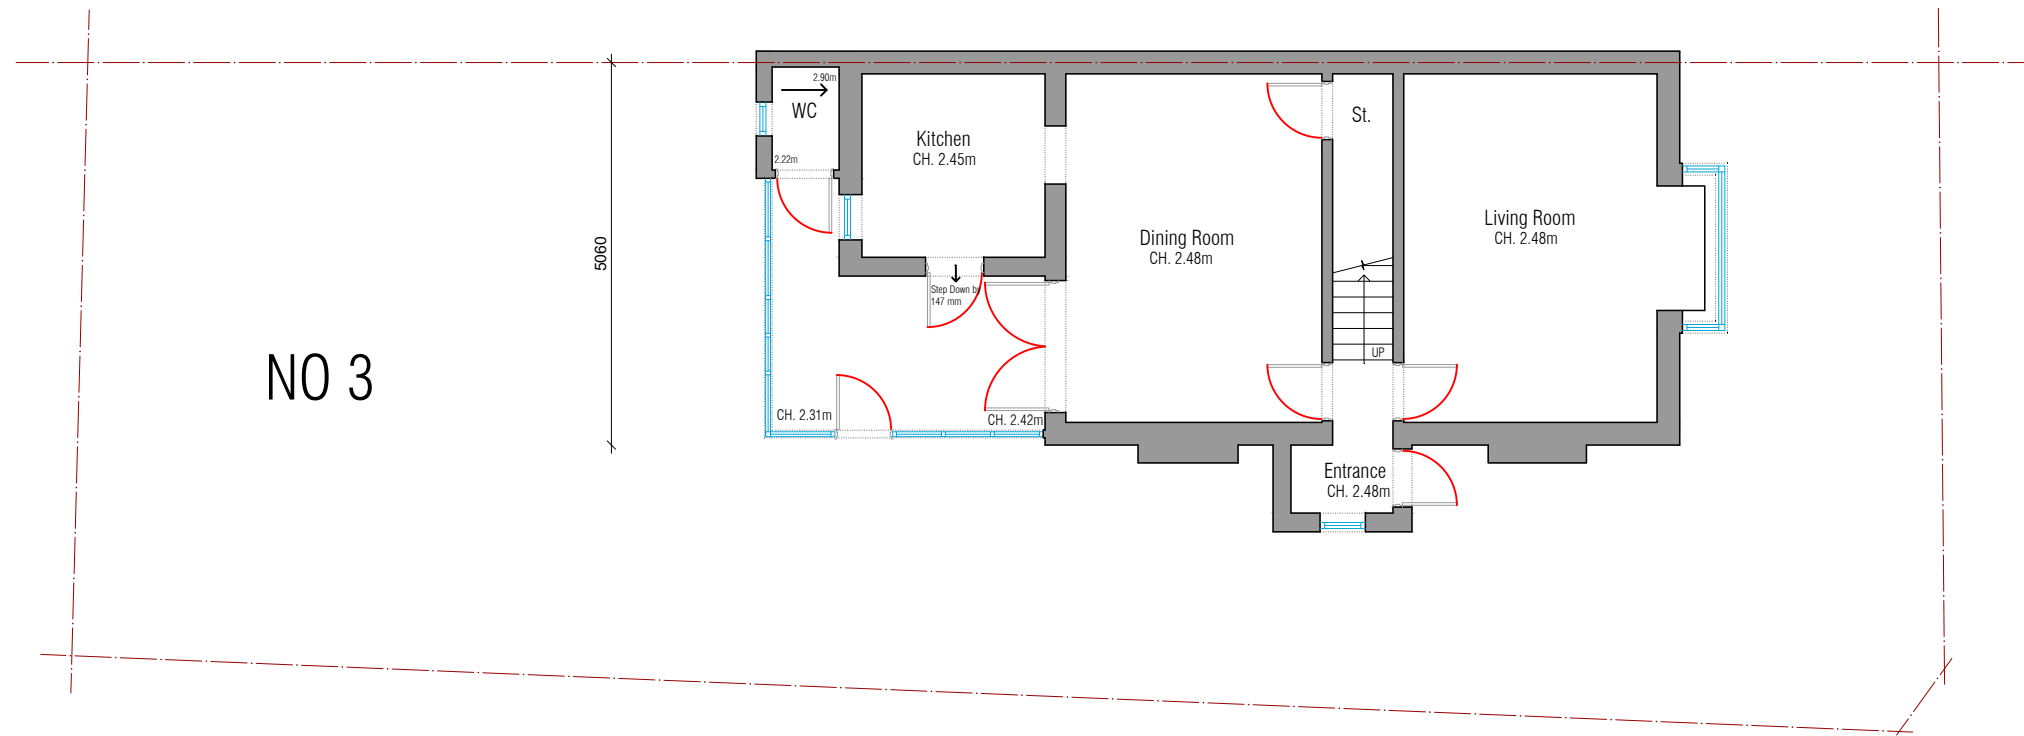 2.90m
WC
2.22m
Kitchen
CH. 2.45m
St.
Dining Room
CH. 2.48m
Living Room
CH. 2.48m
5060
Step Down by
147 mm
UP
NO 3
CH. 2.31m
CH. 2.42m
Entrance
CH. 2.48m